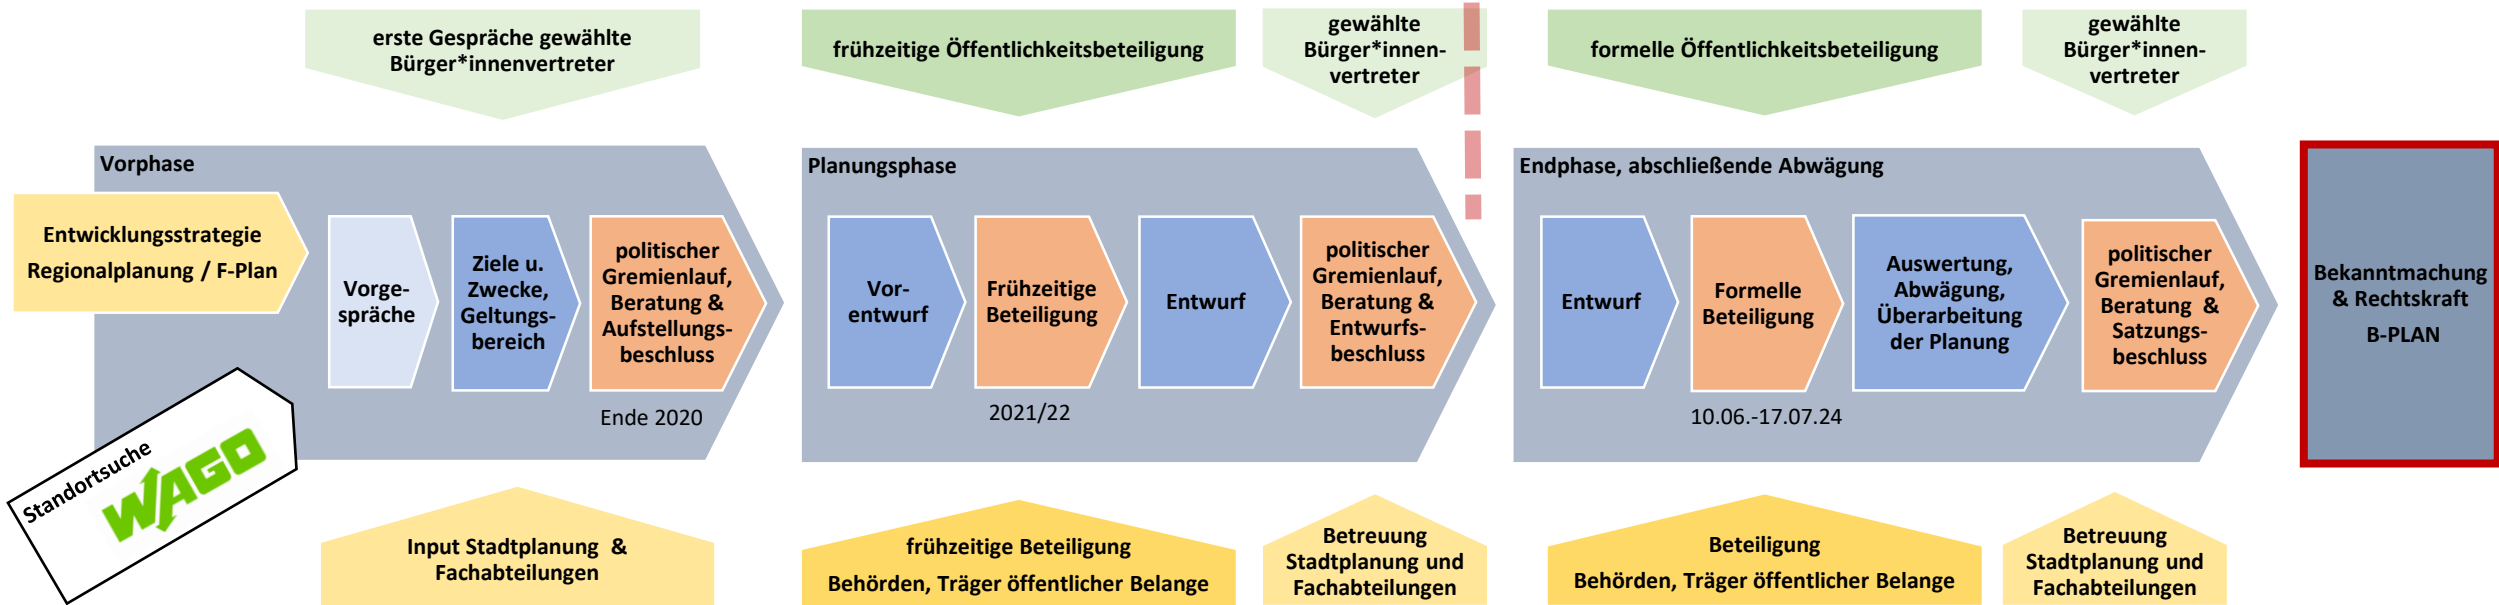 erste Gespräche gewählte
Bürger*innenvertreter
frühzeitige Öffentlichkeitsbeteiligung
gewählte
Bürger*innen-
vertreter
formelle Öffentlichkeitsbeteiligung
gewählte
Bürger*innen-
vertreter
Vorphase
Entwicklungsstrategie
Regionalplanung / F-Plan
Vorge-
spräche
Ziele u.
Zwecke,
Geltungs-
bereich
politischer
Gremienlauf,
Beratung &
Aufstellungs-
beschluss
Ende 2020
Planungsphase
Vor-
entwurf
Frühzeitige
Beteiligung
2021/22
Entwurf
politischer
Gremienlauf,
Beratung &
Entwurfs-
beschluss
Endphase, abschließende Abwägung
Entwurf
Formelle
Beteiligung
10.06.-17.07.24
Auswertung,
Abwägung,
Überarbeitung
der Planung
politischer
Gremienlauf,
Beratung &
Satzungs-
beschluss
Bekanntmachung
& Rechtskraft
B-PLAN
Standortsuche
WAGO
Input Stadtplanung &
Fachabteilungen
frühzeitige Beteiligung
Behörden, Träger öffentlicher Belange
Betreuung
Stadtplanung und
Fachabteilungen
Beteiligung
Behörden, Träger öffentlicher Belange
Betreuung
Stadtplanung und
Fachabteilungen